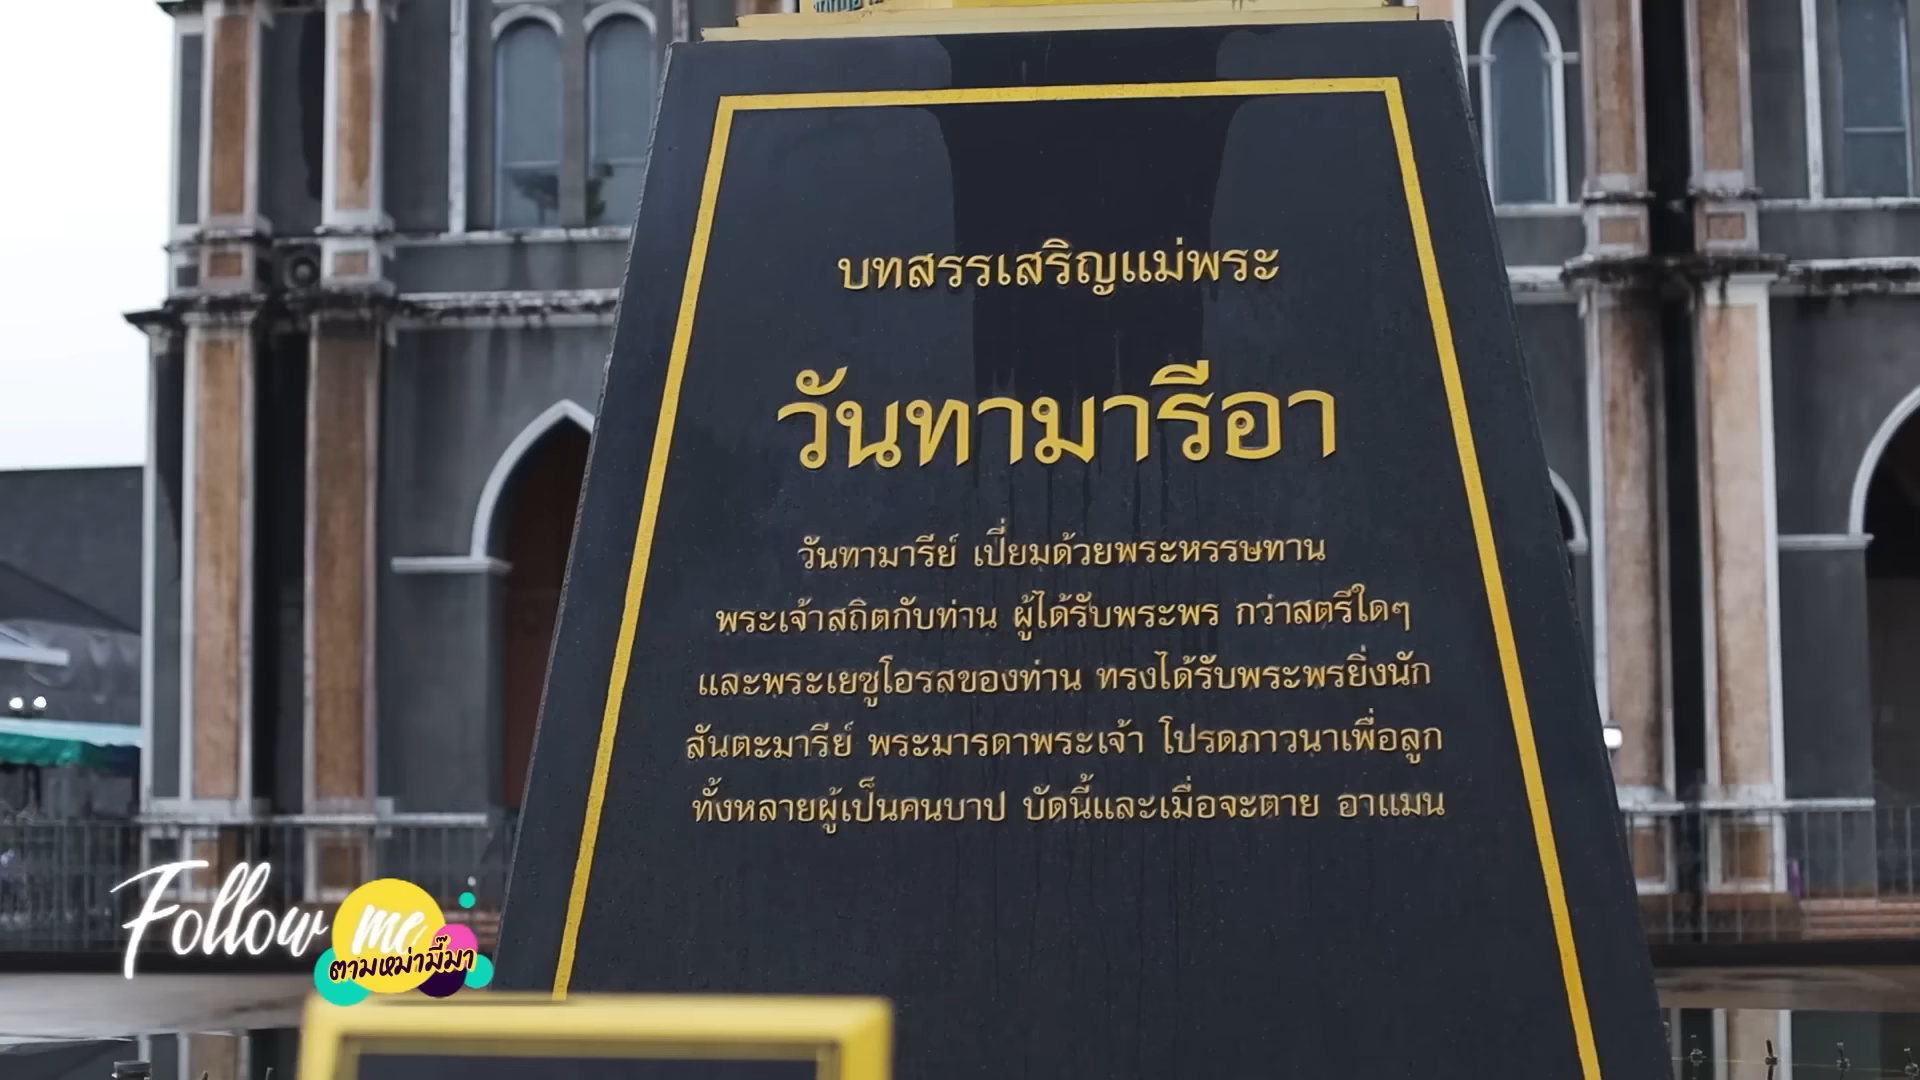 บทสรรเสริญแม่พระ
วันทามารีอา
วันทามารีย์ เปี่ยมด้วยพระหรรษทาน
พระเจ้าสถิตกับท่าน ผู้ได้รับพระพร กว่าสตรีใดๆ
และพระเยซูโอรสของท่าน ทรงได้รับพระพรยิ่งนัก
สันตะมารีย์ พระมารดาพระเจ้า โปรดภาวนาเพื่อลูก
ทั้งหลายผู้เป็นคนบาป บัดนี้และเมื่อจะตาย อาแมน
Follow me
ตามหม่ามี๊มา